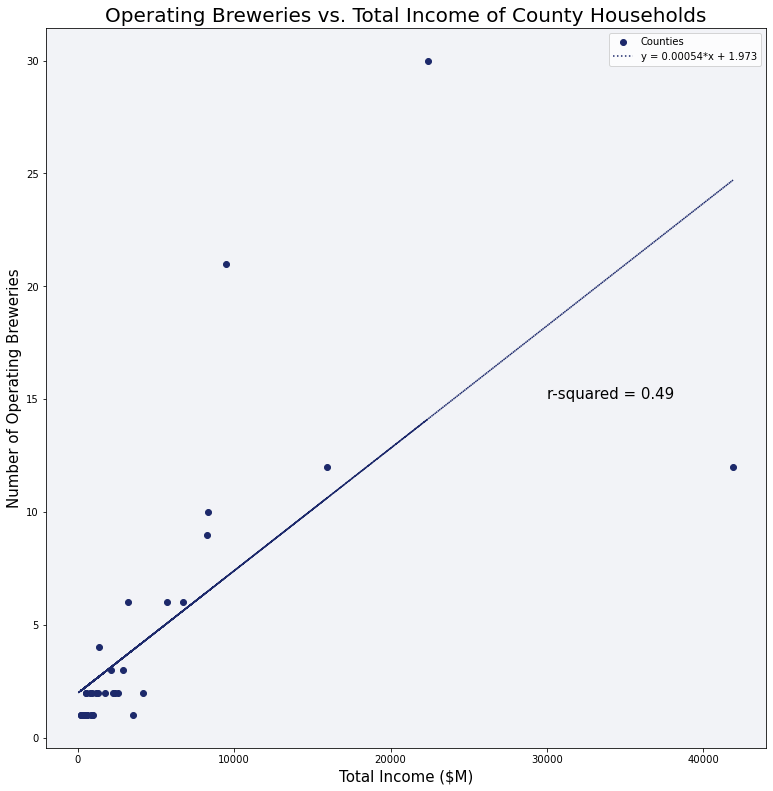 Operating Breweries vs. Total Income of County Households
Counties
y = 0.00054*x + 1.973
30
25
20
15
10
5
0
Number of Operating Breweries
r-squared = 0.49
0 10000 20000 30000 40000
Total Income ($M)